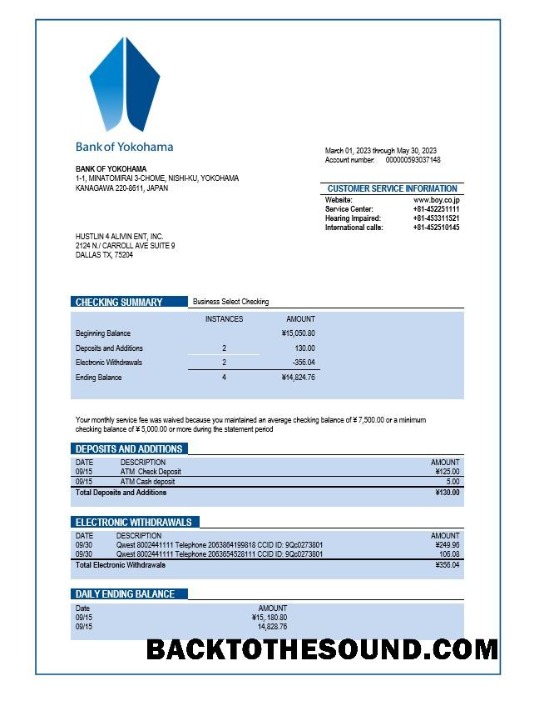 Bank of Yokohama
March 01, 2023 through May 30, 2023
Account number: 000000593037148
BANK OF YOKOHAMA
1-1, MINATOMIRAI 3-CHOME, NISHI-KU, YOKOHAMA
KANAGAWA 220-8611, JAPAN
CUSTOMER SERVICE INFORMATION
Website: www.boy.co.jp
Service Center: +81-452251111
Hearing Impaired: +81-453311521
International calls: +81-452510145
HUSTLIN 4 ALIVIN ENT, INC.
2124 N./ CARROLL AVE SUITE 9
DALLAS TX, 75204
CHECKING SUMMARY Business Select Checking
INSTANCES AMOUNT
Beginning Balance ¥15,050.80
Deposits and Additions 2 130.00
Electronic Withdrawals 2 -356.04
Ending Balance 4 ¥14,824.76
Your monthly service fee was waived because you maintained an average checking balance of ¥ 7,500.00 or a minimum
checking balance of ¥ 5,000.00 or more during the statement period
DEPOSITS AND ADDITIONS
DATE DESCRIPTION AMOUNT
09/15 ATM Check Deposit ¥125.00
09/15 ATM Cash deposit 5.00
Total Deposits and Additions ¥130.00
ELECTRONIC WITHDRAWALS
DATE DESCRIPTION AMOUNT
09/30 Qwest 8002441111 Telephone 2063864199818 CCID ID: 9Qc0273801 ¥249.96
09/30 Qwest 8002441111 Telephone 2063654528111 CCID ID: 9Qc0273801 106.08
Total Electronic Withdrawals ¥356.04
DAILY ENDING BALANCE
Date AMOUNT
09/15 ¥15, 180.80
09/15 14,828.76
BACKTOTHESOUND.COM